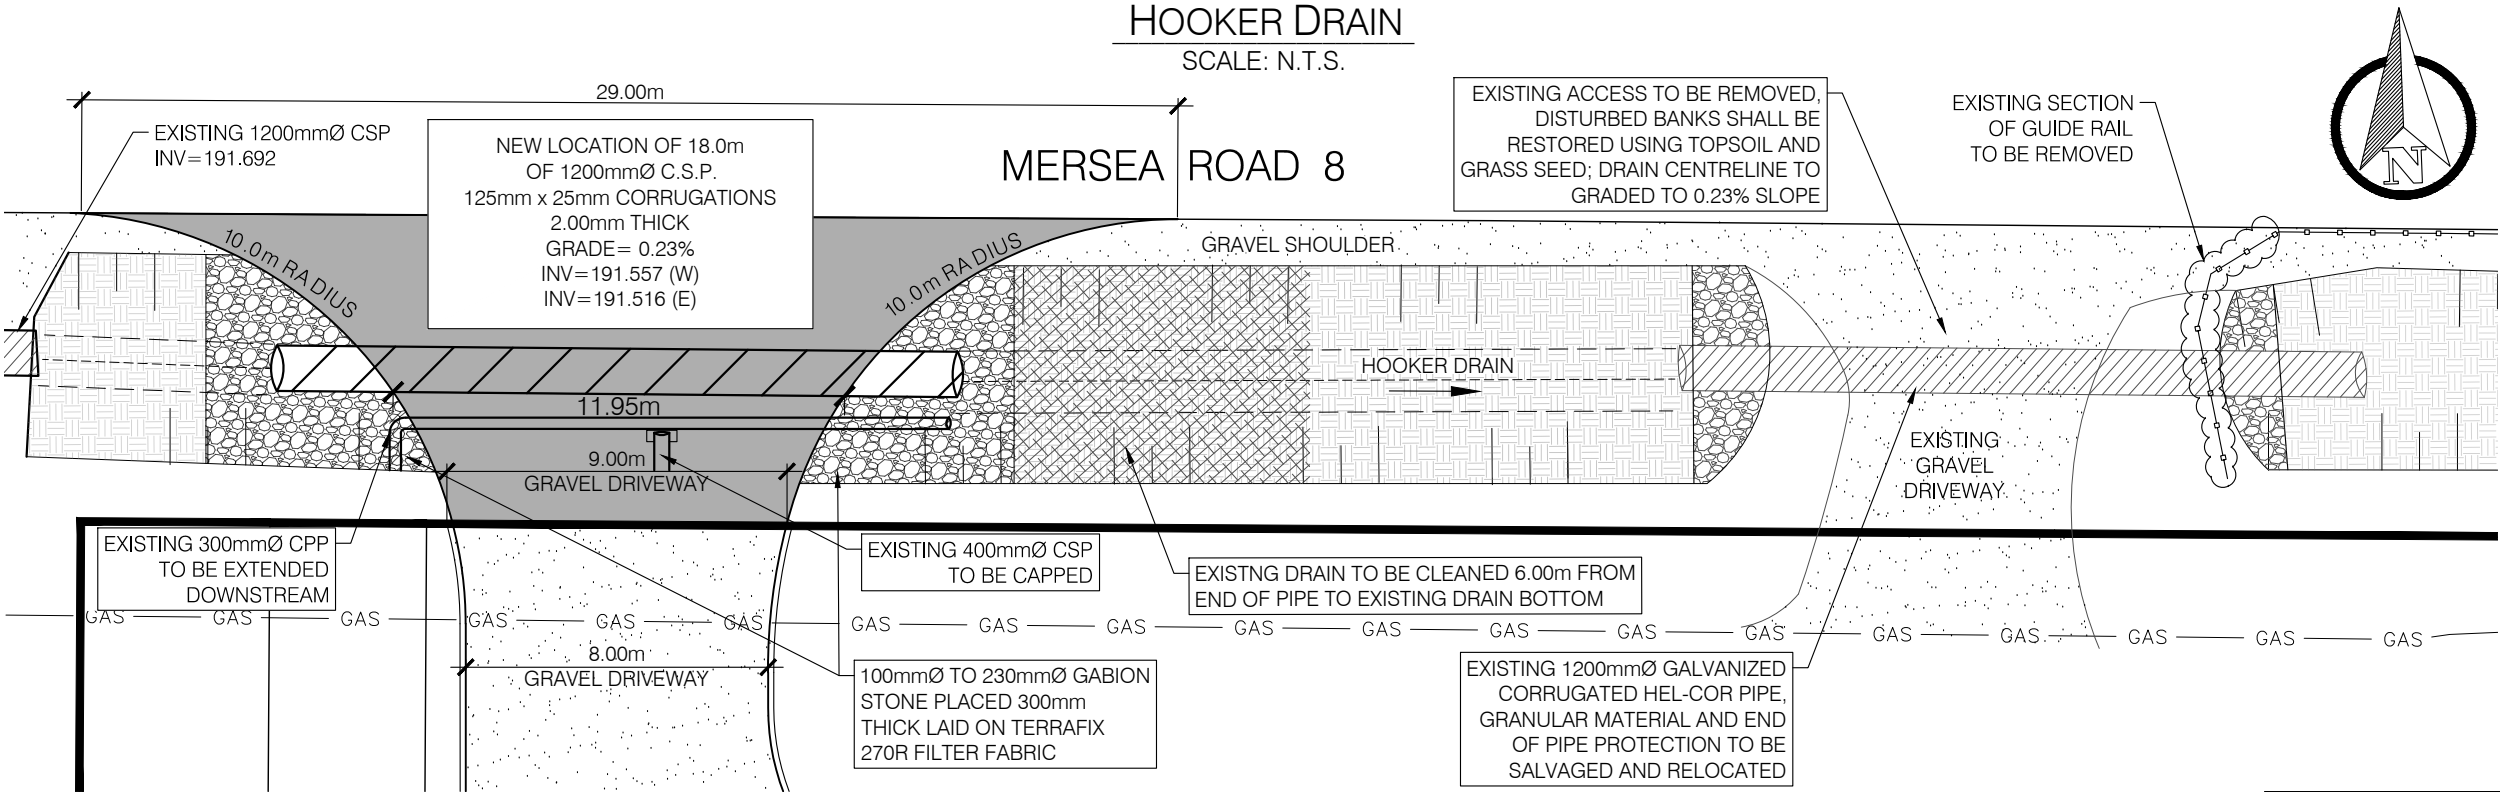 HOOKER DRAIN
SCALE: N.T.S.
29.00m
EXISTING 1200mmØ CSP
INV=191.692
NEW LOCATION OF 18.0m
OF 1200mmØ C.S.P.
125mm x 25mm CORRUGATIONS
2.00mm THICK
GRADE= 0.23%
INV=191.557 (W)
INV=191.516 (E)
MERSEA ROAD 8
EXISTING ACCESS TO BE REMOVED,
DISTURBED BANKS SHALL BE
RESTORED USING TOPSOIL AND
GRASS SEED; DRAIN CENTRELINE TO
GRADED TO 0.23% SLOPE
EXISTING SECTION
OF GUIDE RAIL
TO BE REMOVED
N
10.0m RADIUS
10.0m RADIUS
GRAVEL SHOULDER
HOOKER DRAIN
11.95m
9.00m
GRAVEL DRIVEWAY
EXISTING
GRAVEL
DRIVEWAY
EXISTING 300mmØ CPP
TO BE EXTENDED
DOWNSTREAM
EXISTING 400mmØ CSP
TO BE CAPPED
EXISTNG DRAIN TO BE CLEANED 6.00m FROM
END OF PIPE TO EXISTING DRAIN BOTTOM
GAS GAS GAS GAS GAS GAS GAS GAS GAS GAS GAS GAS GAS GAS GAS GAS GAS GAS GAS
8.00m
GRAVEL DRIVEWAY
100mmØ TO 230mmØ GABION
STONE PLACED 300mm
THICK LAID ON TERRAFIX
270R FILTER FABRIC
EXISTING 1200mmØ GALVANIZED
CORRUGATED HEL-COR PIPE,
GRANULAR MATERIAL AND END
OF PIPE PROTECTION TO BE
SALVAGED AND RELOCATED